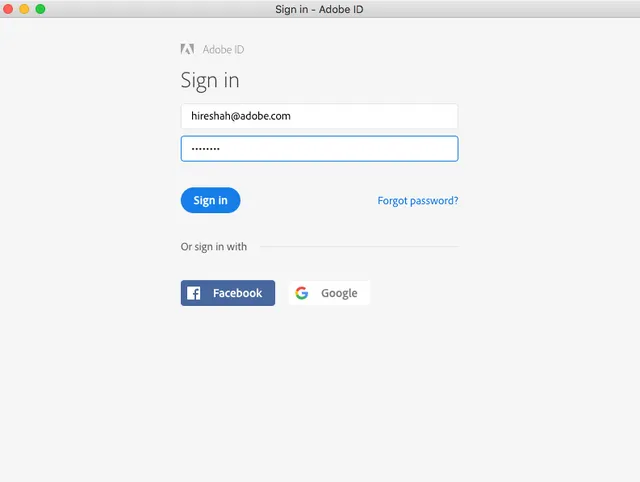 Sign in - Adobe ID
Adobe ID
Sign in
hireshah@adobe.com
••••••••
Sign in
Forgot password?
Or sign in with
Facebook
Google